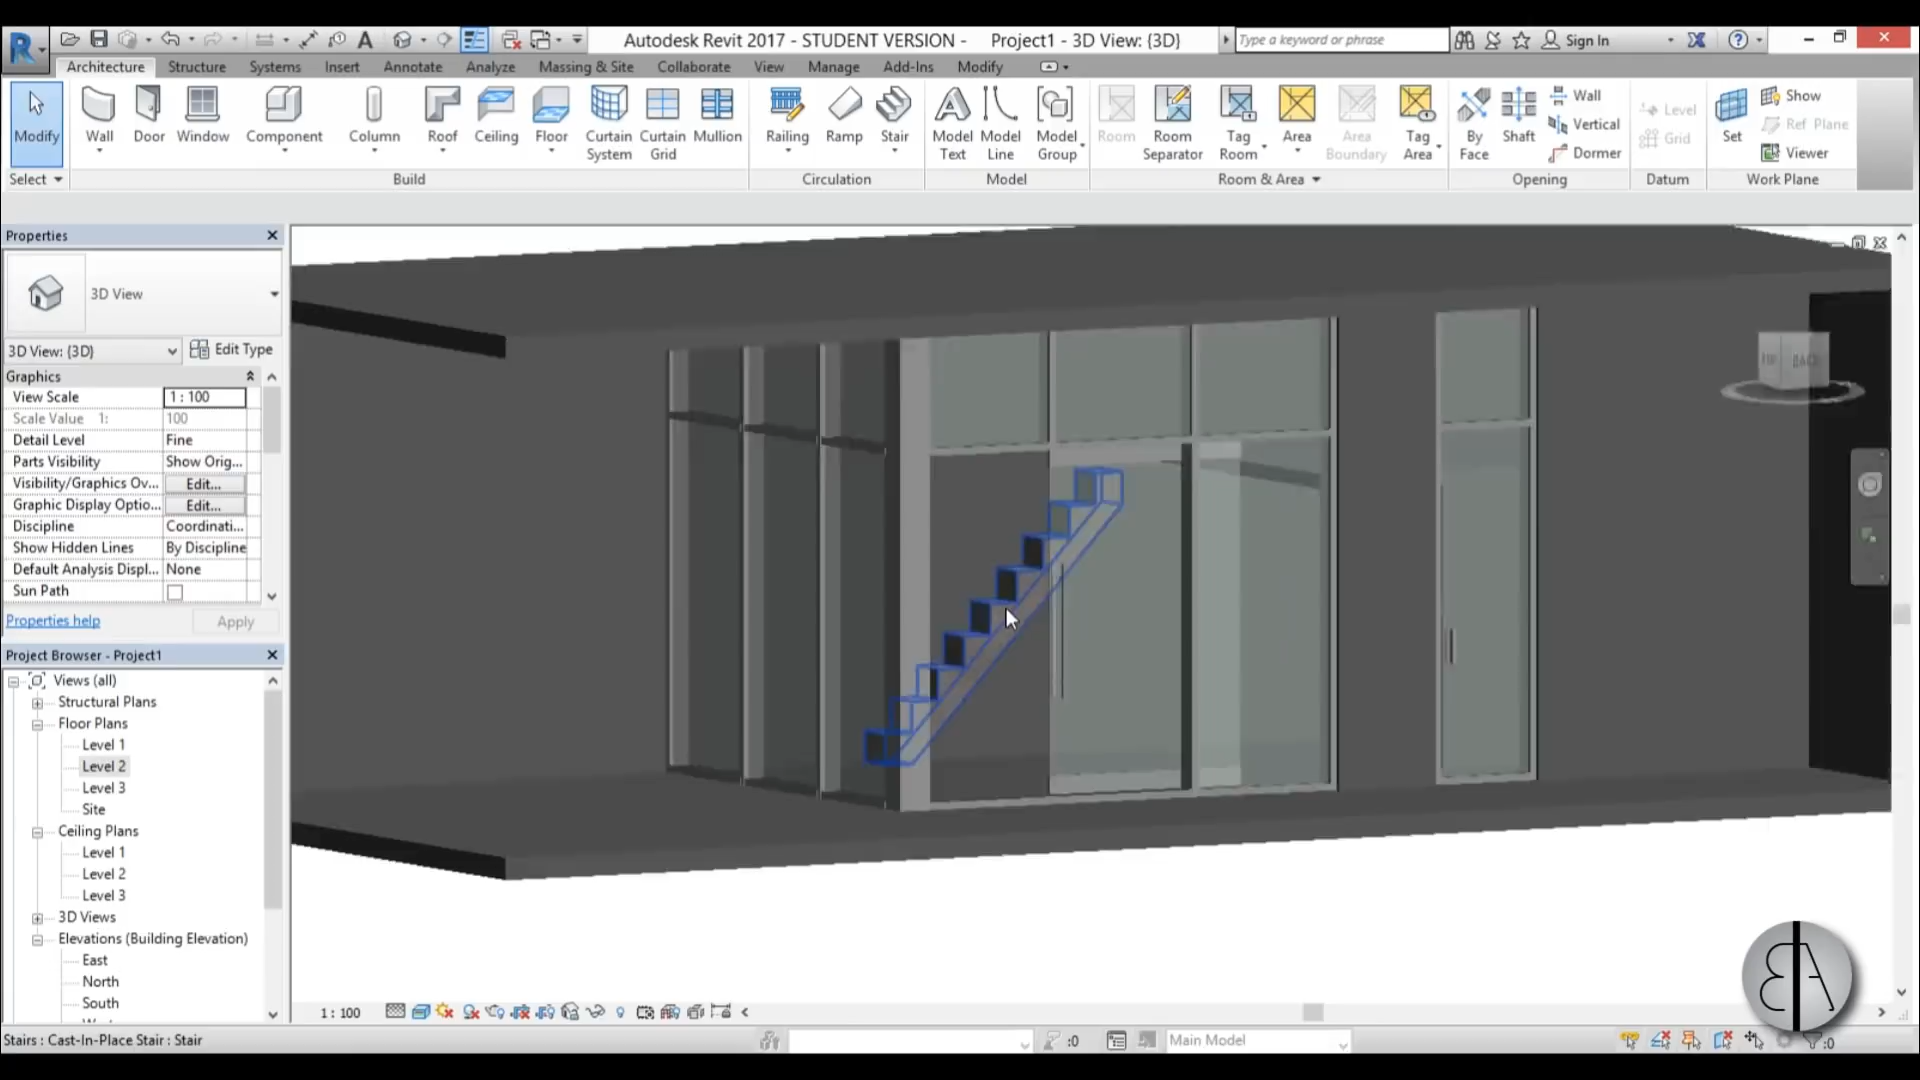 Autodesk Revit 2017 - STUDENT VERSION - Project1 - 3D View: {3D}
Type a keyword or phrase
Sign In
Architecture Structure Systems Insert Annotate Analyze Massing & Site Collaborate View Manage Add-Ins Modify
Modify Wall Door Window Component Column Roof Ceiling Floor Curtain System Curtain Grid Mullion Railing Ramp Stair Model Text Model Line Model Group Room Room Separator Tag Room Area Area Boundary Tag Area By Face Shaft Wall Vertical Dormer Level Grid Set Show Ref Plane Viewer
Select Build Circulation Model Room & Area Opening Datum Work Plane
Properties
3D View
3D View: {3D} Edit Type
Graphics
View Scale 1 : 100
Scale Value 1: 100
Detail Level Fine
Parts Visibility Show Orig...
Visibility/Graphics Ov... Edit...
Graphic Display Optio... Edit...
Discipline Coordinati...
Show Hidden Lines By Discipline
Default Analysis Displ... None
Sun Path
Properties help Apply
Project Browser - Project1
Views (all)
Structural Plans
Floor Plans
Level 1
Level 2
Level 3
Site
Ceiling Plans
Level 1
Level 2
Level 3
3D Views
Elevations (Building Elevation)
East
North
South
BACK
1 : 100
Stairs : Cast-In-Place Stair : Stair
:0
Main Model
:0
BA